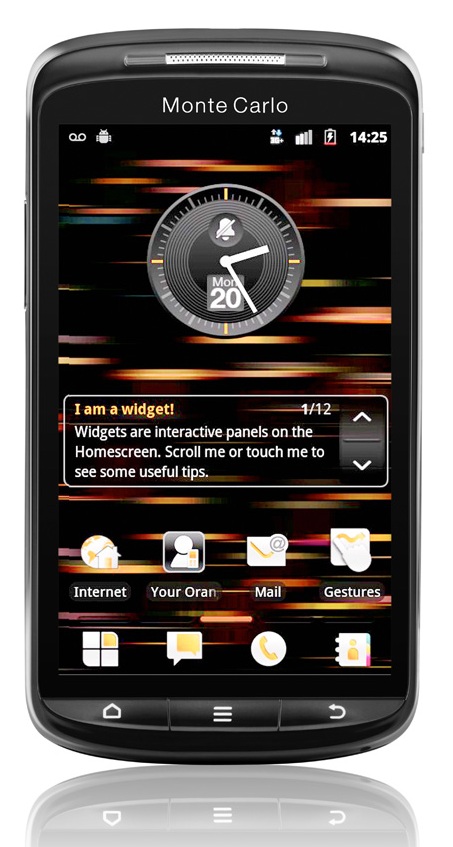 Monte Carlo
14:25
Mon
20
I am a widget! 1/12
Widgets are interactive panels on the
Homescreen. Scroll me or touch me to
see some useful tips.
Internet Your Oran Mail Gestures